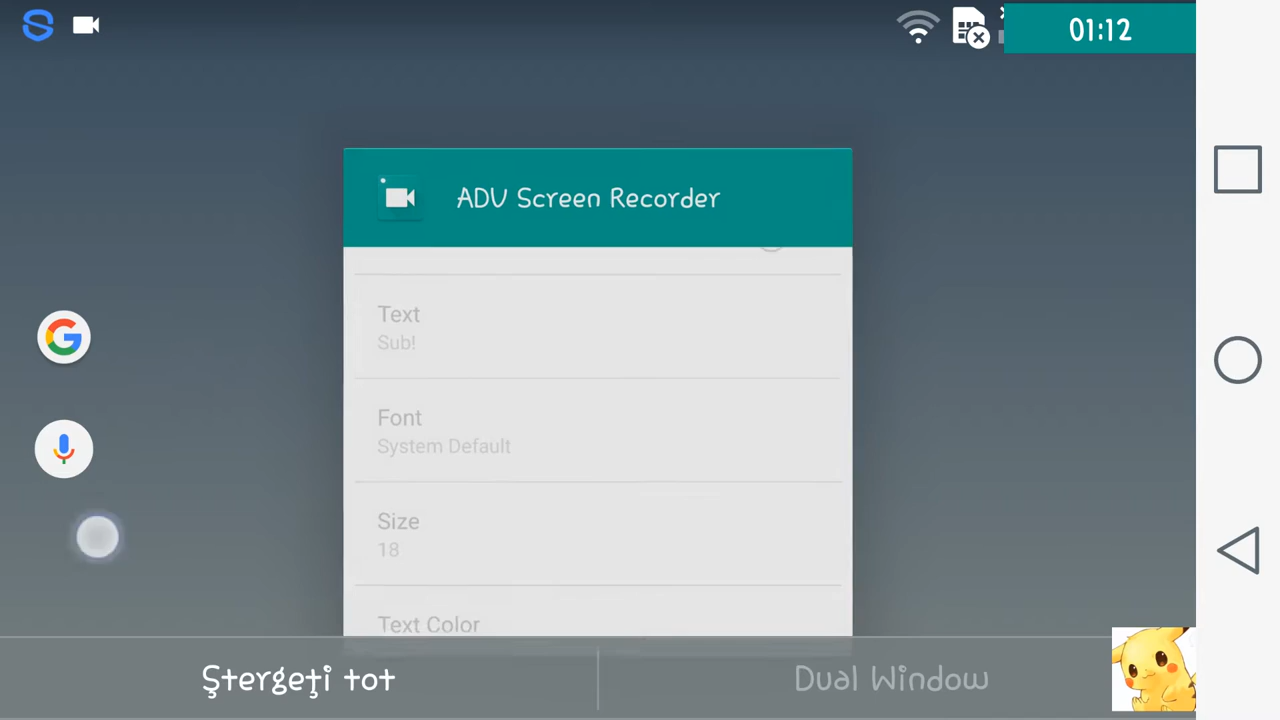 01:12
ADV Screen Recorder
Text
Sub!
Font
System Default
Size
18
Text Color
Ştergeţi tot
Dual Window